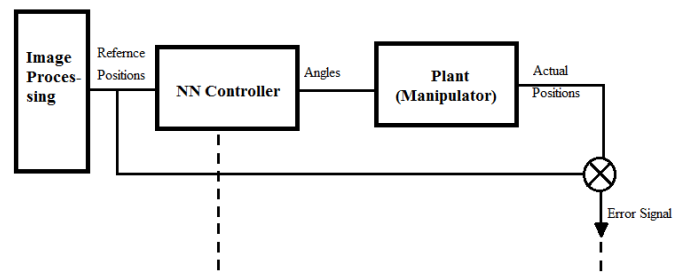 Image
Proces-
sing
Refernce
Positions
NN Controller
Angles
Plant
(Manipulator)
Actual
Positions
Error Signal